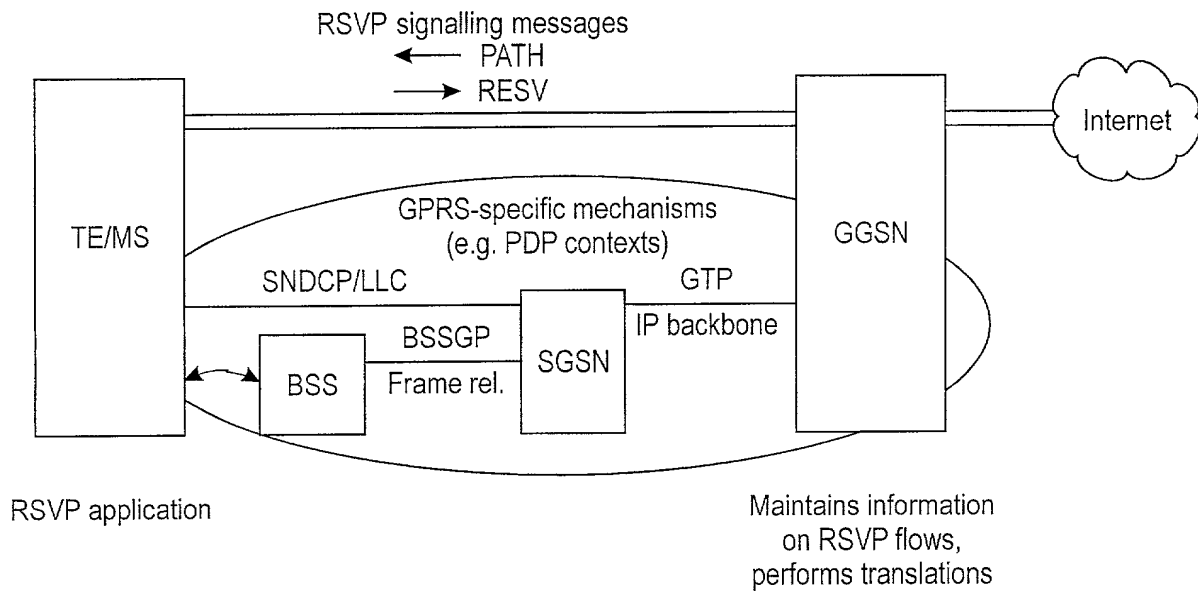 RSVP signalling messages
PATH
RESV
Internet
TE/MS
GPRS-specific mechanisms
(e.g. PDP contexts)
GGSN
SNDCP/LLC
GTP
IP backbone
BSSGP
SGSN
BSS
Frame rel.
RSVP application
Maintains information
on RSVP flows,
performs translations